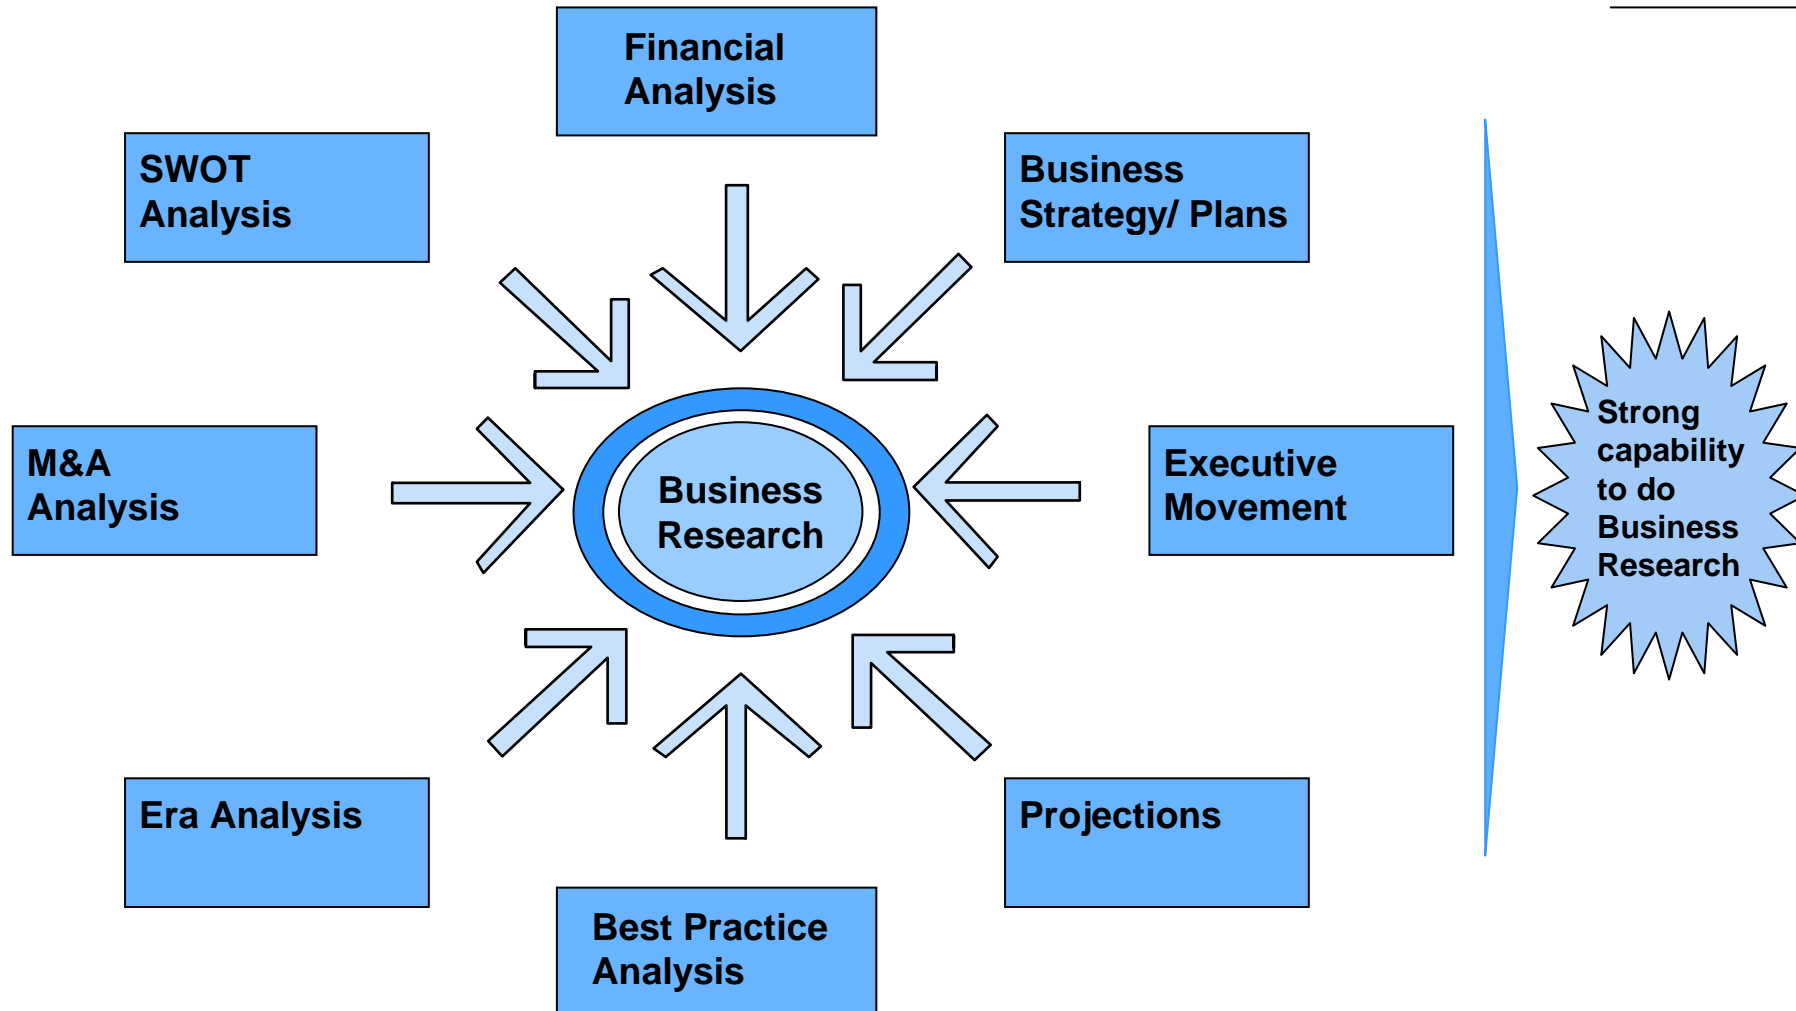 Financial
Analysis
SWOT
Analysis
Business
Strategy/ Plans
M&A
Analysis
Business
Research
Executive
Movement
Strong
capability
to do
Business
Research
Era Analysis
Projections
Best Practice
Analysis